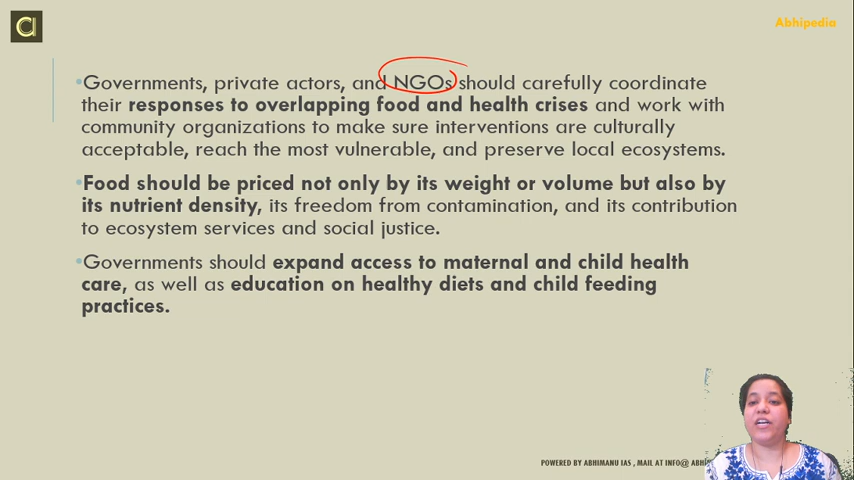 Abhipedia
•Governments, private actors, and NGOs should carefully coordinate
their responses to overlapping food and health crises and work with
community organizations to make sure interventions are culturally
acceptable, reach the most vulnerable, and preserve local ecosystems.
•Food should be priced not only by its weight or volume but also by
its nutrient density, its freedom from contamination, and its contribution
to ecosystem services and social justice.
•Governments should expand access to maternal and child health
care, as well as education on healthy diets and child feeding
practices.
POWERED BY ABHIMANU IAS , MAIL AT INFO@